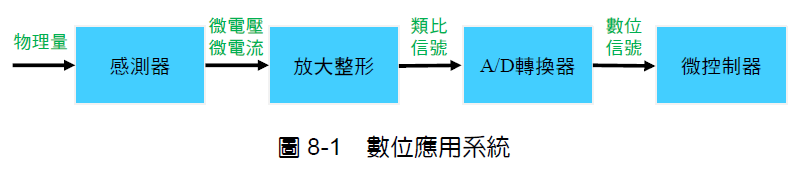 物理量
感測器
微電壓
微電流
放大整形
類比
信號
A/D轉換器
數位
信號
微控制器
圖 8-1 數位應用系統